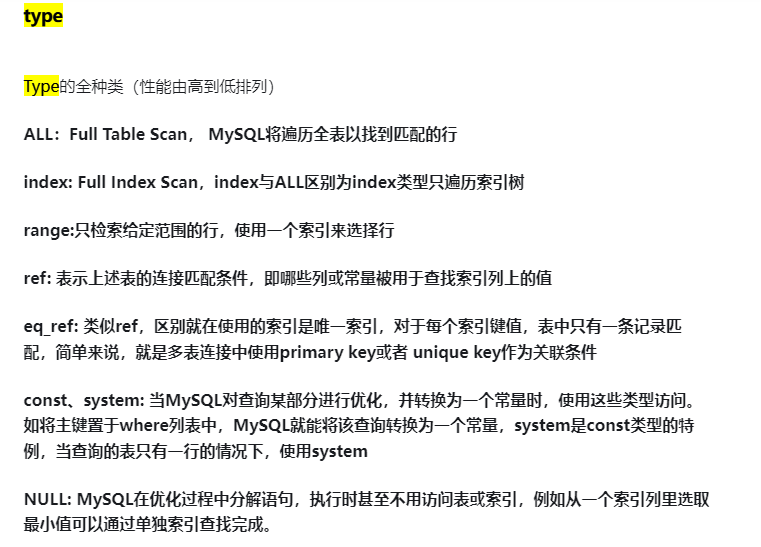 type
Type的全种类（性能由高到低排列）
ALL：Full Table Scan， MySQL将遍历全表以找到匹配的行
index: Full Index Scan，index与ALL区别为index类型只遍历索引树
range:只检索给定范围的行，使用一个索引来选择行
ref: 表示上述表的连接匹配条件，即哪些列或常量被用于查找索引列上的值
eq_ref: 类似ref，区别就在使用的索引是唯一索引，对于每个索引键值，表中只有一条记录匹
配，简单来说，就是多表连接中使用primary key或者 unique key作为关联条件
const、system: 当MySQL对查询某部分进行优化，并转换为一个常量时，使用这些类型访问。
如将主键置于where列表中，MySQL就能将该查询转换为一个常量，system是const类型的特
例，当查询的表只有一行的情况下，使用system
NULL: MySQL在优化过程中分解语句，执行时甚至不用访问表或索引，例如从一个索引列里选取
最小值可以通过单独索引查找完成。